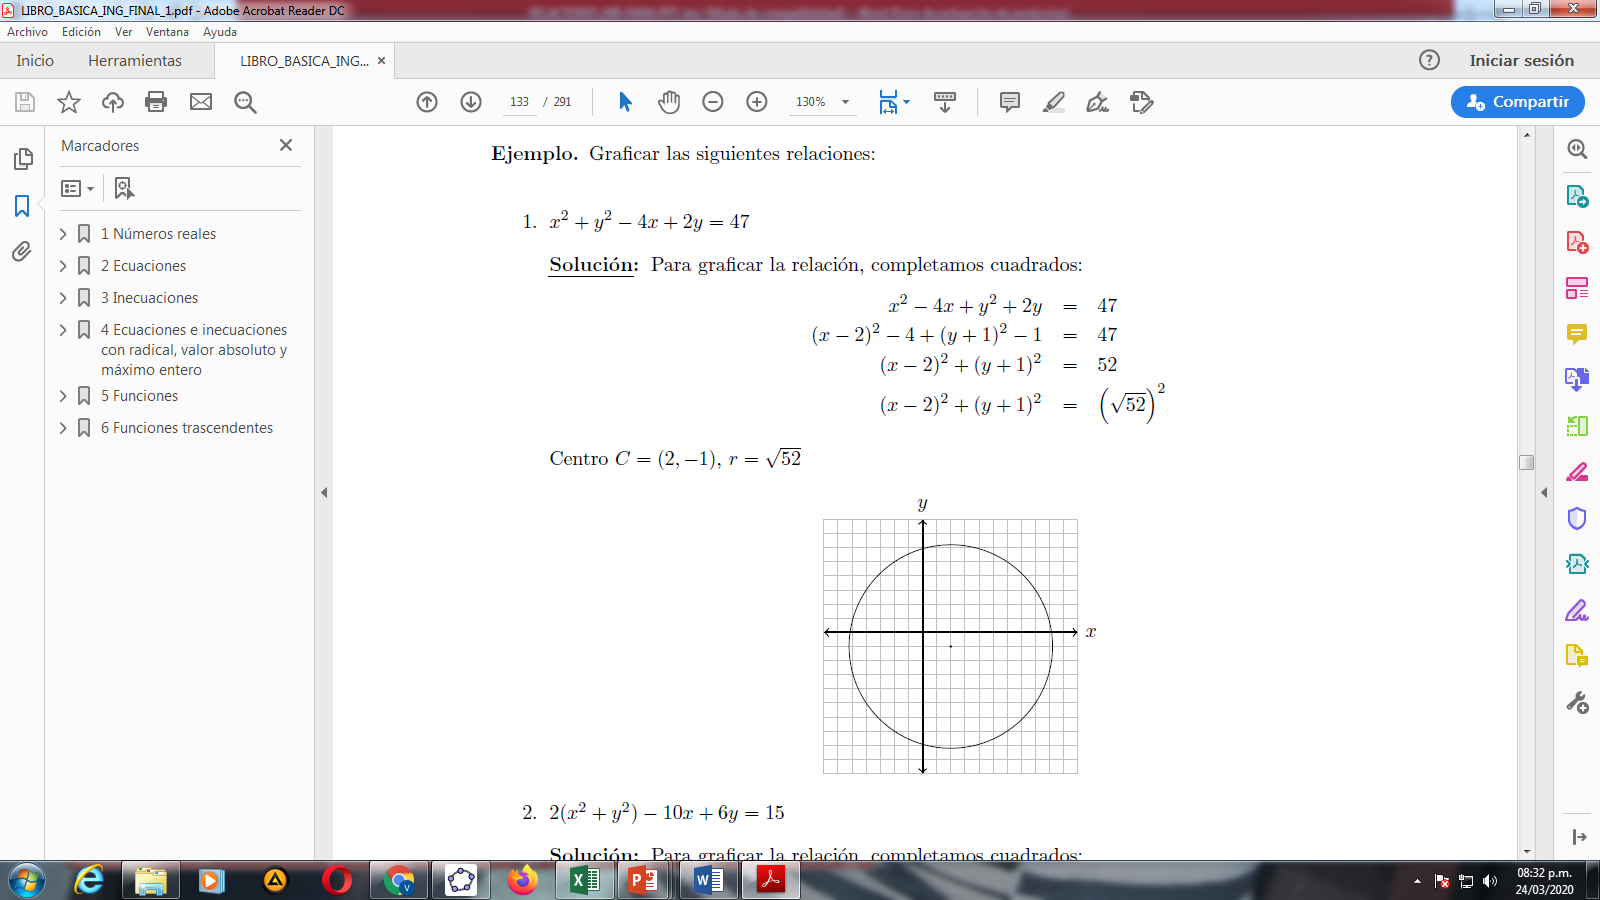 LIBRO_BASICA_ING_FINAL_1.pdf - Adobe Acrobat Reader DC
Archivo Edición Ver Ventana Ayuda
Inicio Herramientas LIBRO_BASICA_ING... × ? Iniciar sesión
133 / 291 130% Compartir
Marcadores
1 Números reales
2 Ecuaciones
3 Inecuaciones
4 Ecuaciones e inecuaciones
con radical, valor absoluto y
máximo entero
5 Funciones
6 Funciones trascendentes
Ejemplo. Graficar las siguientes relaciones:
1. x² + y² − 4x + 2y = 47
Solución: Para graficar la relación, completamos cuadrados:
x² − 4x + y² + 2y = 47
(x − 2)² − 4 + (y + 1)² − 1 = 47
(x − 2)² + (y + 1)² = 52
(x − 2)² + (y + 1)² = (√52)²
Centro C = (2, −1), r = √52
y
x
2. 2(x² + y²) − 10x + 6y = 15
Solución: Para graficar la relación, completamos cuadrados:
08:32 p.m.
24/03/2020